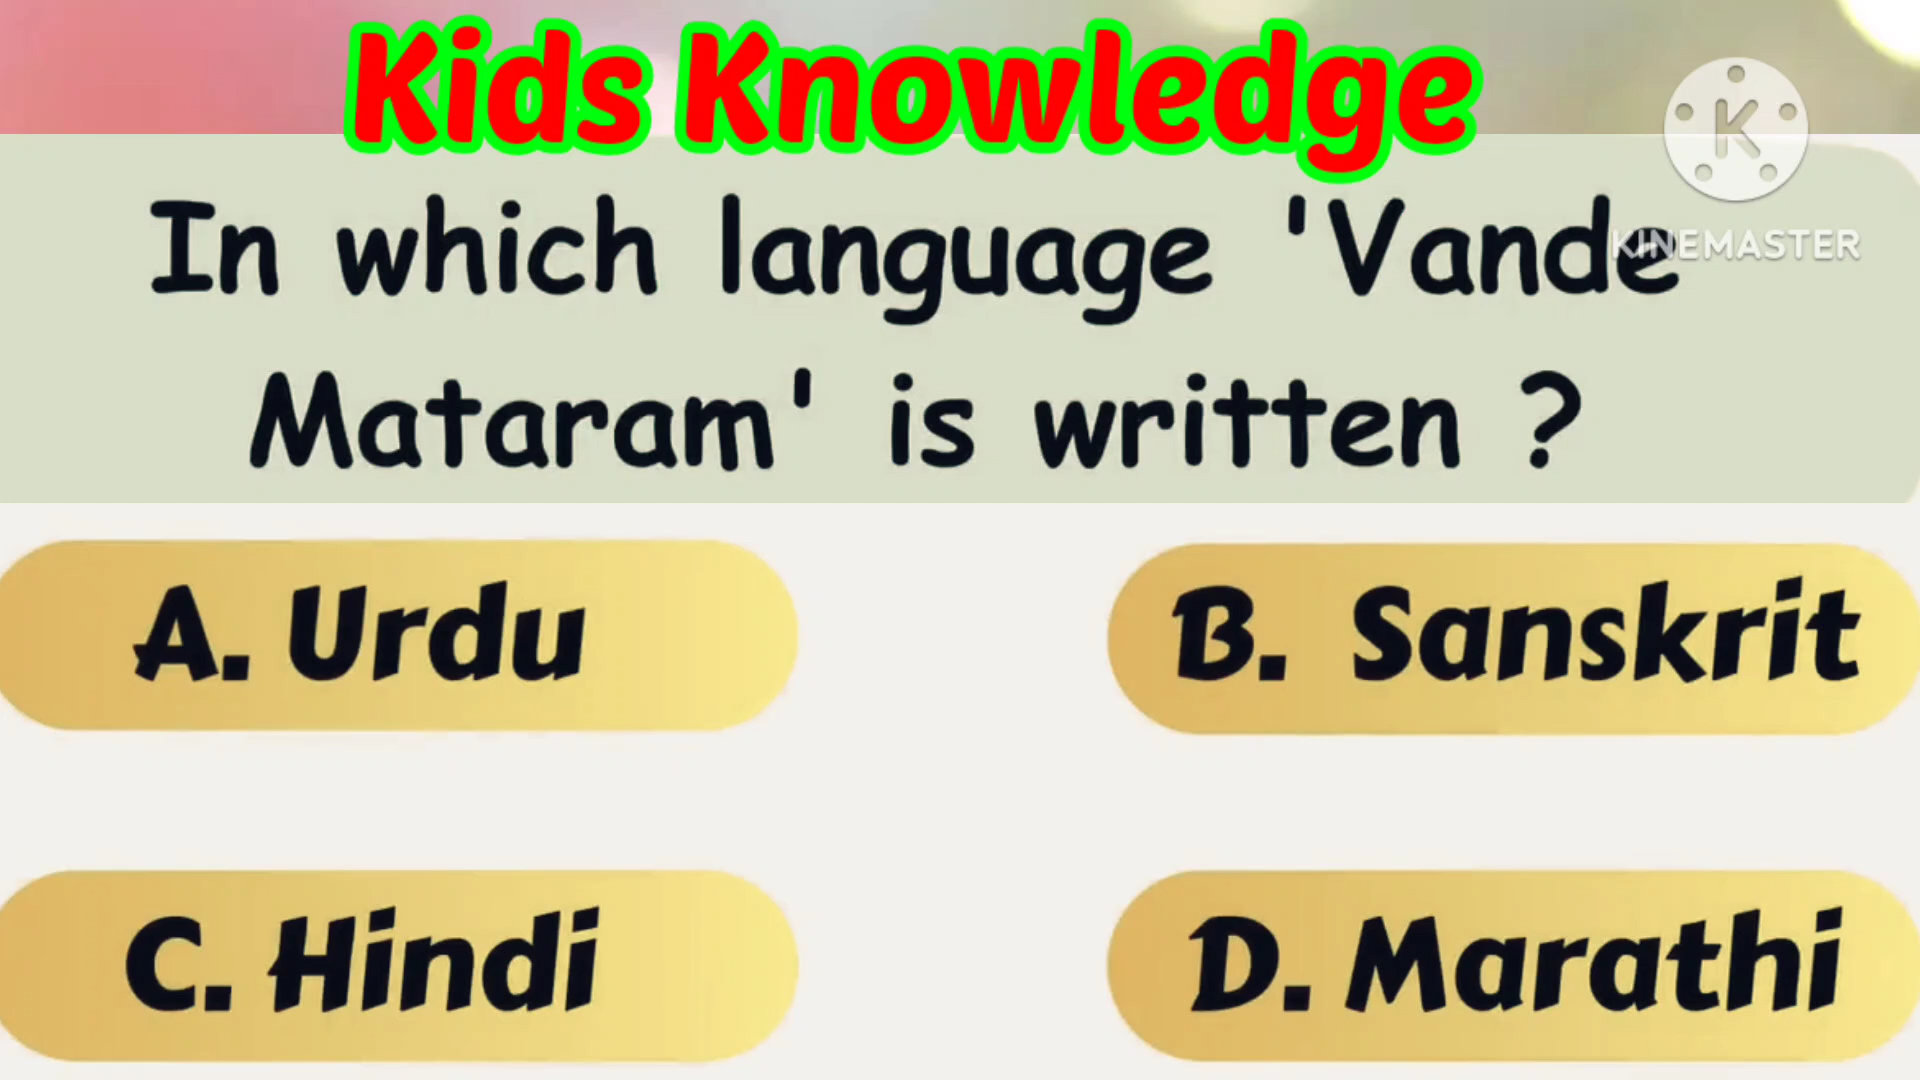 Kids Knowledge
K
KINEMASTER
In which language 'Vande
Mataram' is written ?
A. Urdu
B. Sanskrit
C. Hindi
D. Marathi